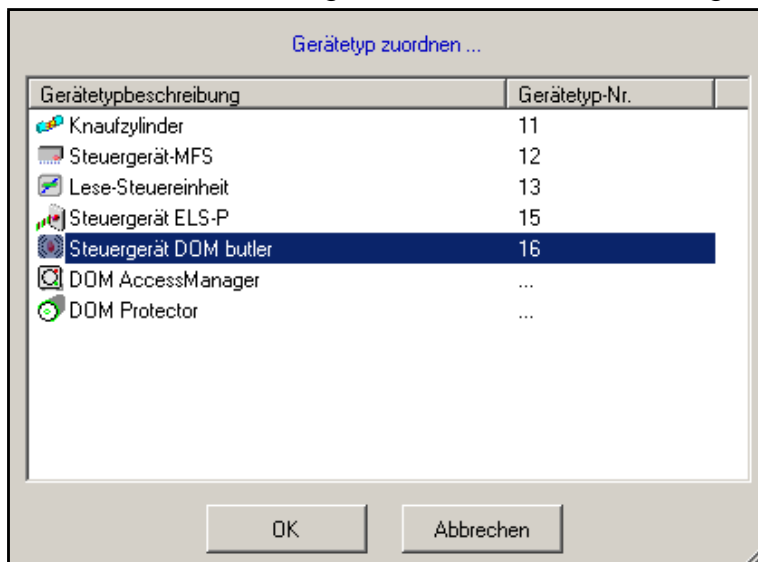 Gerätetyp zuordnen ...
Gerätetypbeschreibung Gerätetyp-Nr.
Knaufzylinder 11
Steuergerät-MFS 12
Lese-Steuereinheit 13
Steuergerät ELS-P 15
Steuergerät DOM butler 16
DOM AccessManager ...
DOM Protector ...
OK Abbrechen